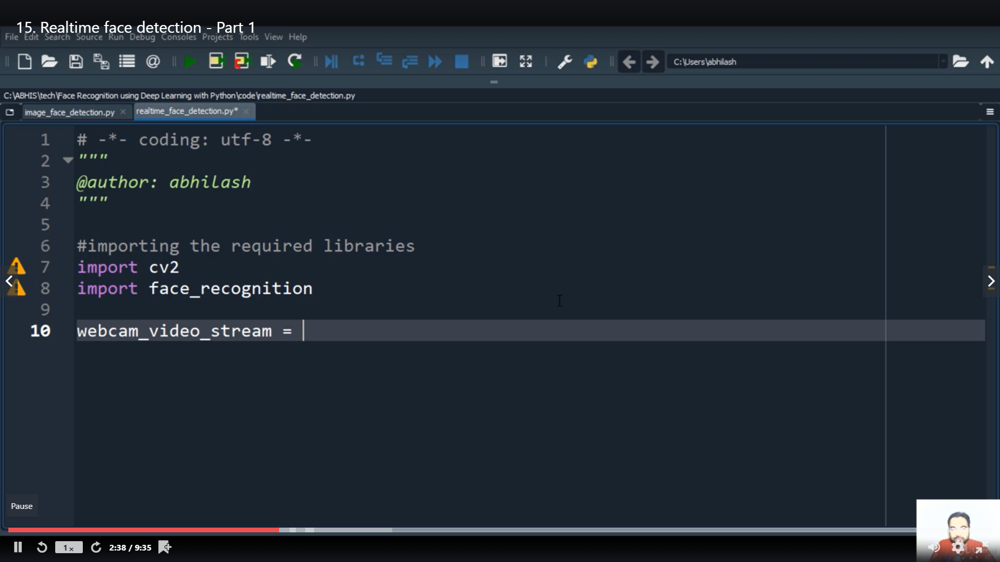 15. Realtime face detection - Part 1
File Edit Search Source Run Debug Consoles Projects Tools View Help
C:\Users\abhilash
C:\ABHIS\tech\Face Recognition using Deep Learning with Python\code\realtime_face_detection.py
image_face_detection.py realtime_face_detection.py*
1 # -*- coding: utf-8 -*-
2 """
3 @author: abhilash
4 """
5
6 #importing the required libraries
7 import cv2
8 import face_recognition
9
10 webcam_video_stream =
Pause
1x 2:38 / 9:35